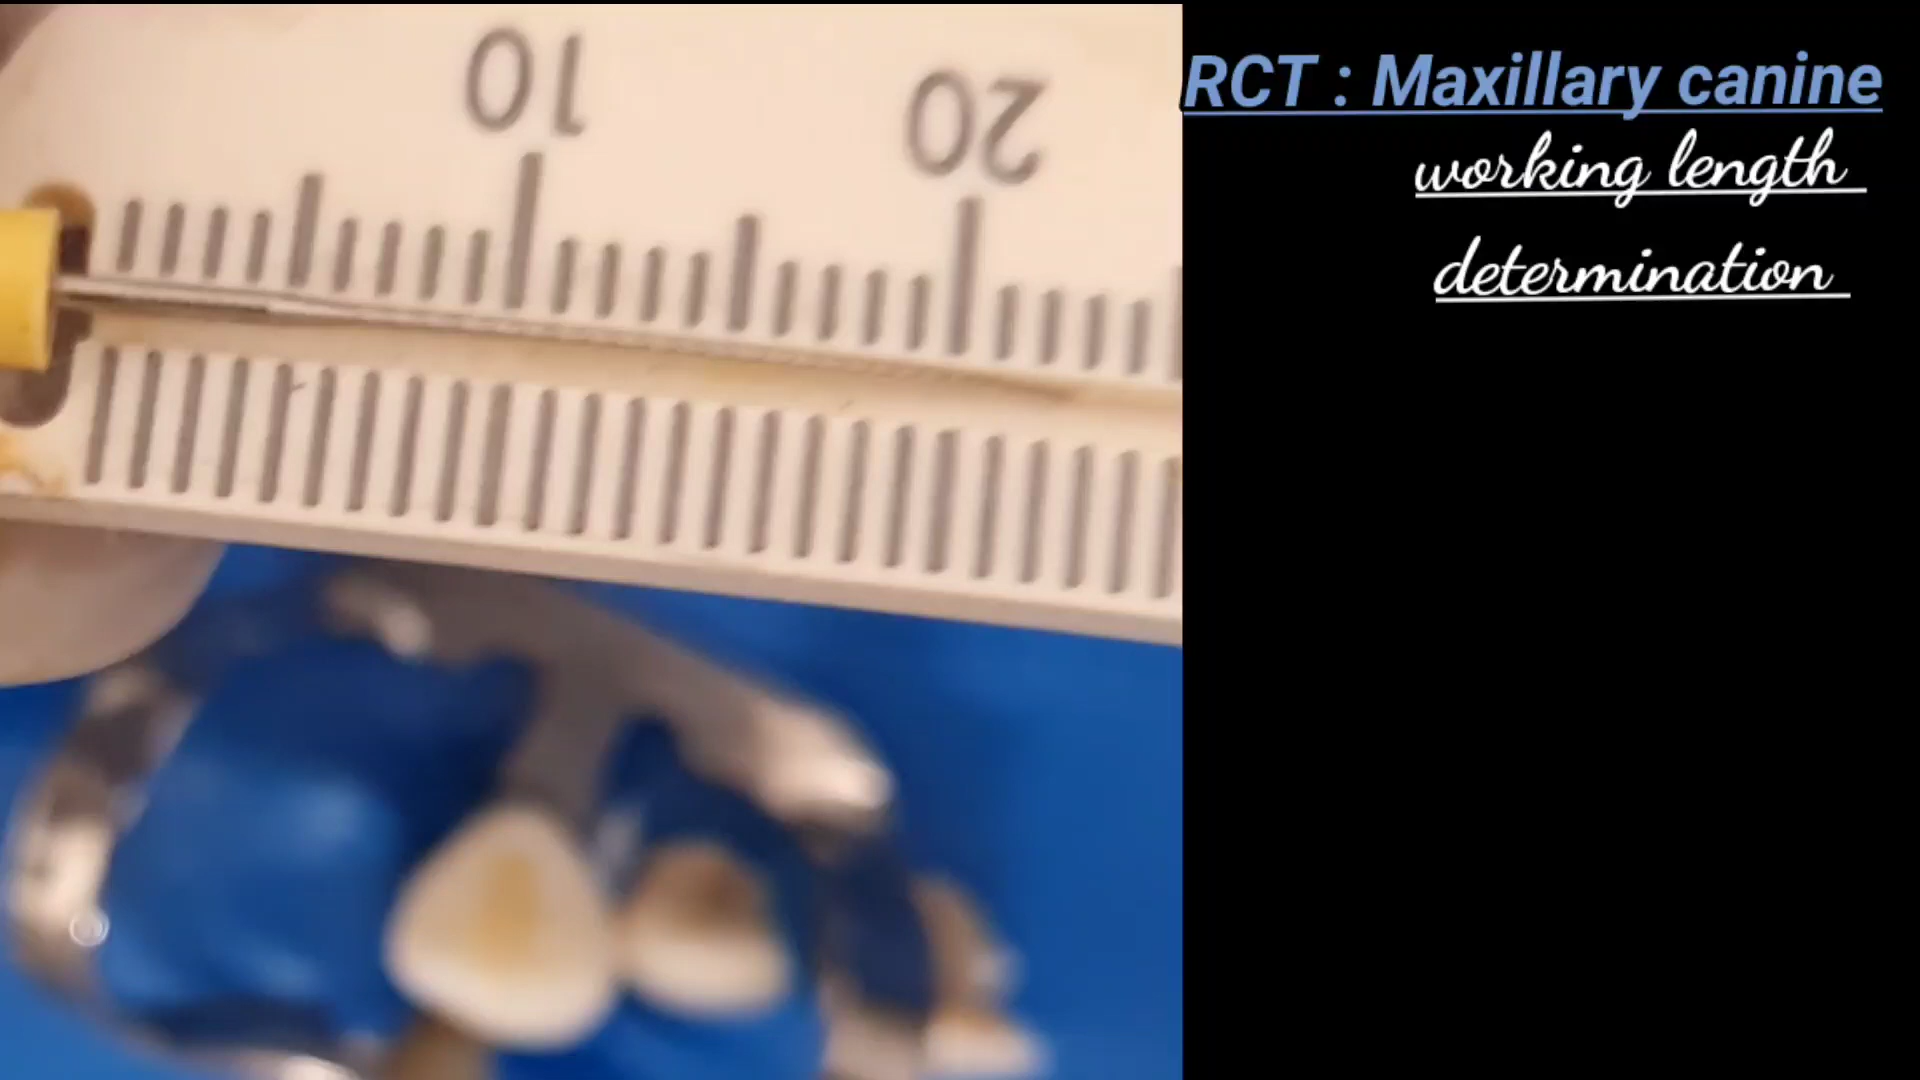 10
20
RCT : Maxillary canine
working length
determination